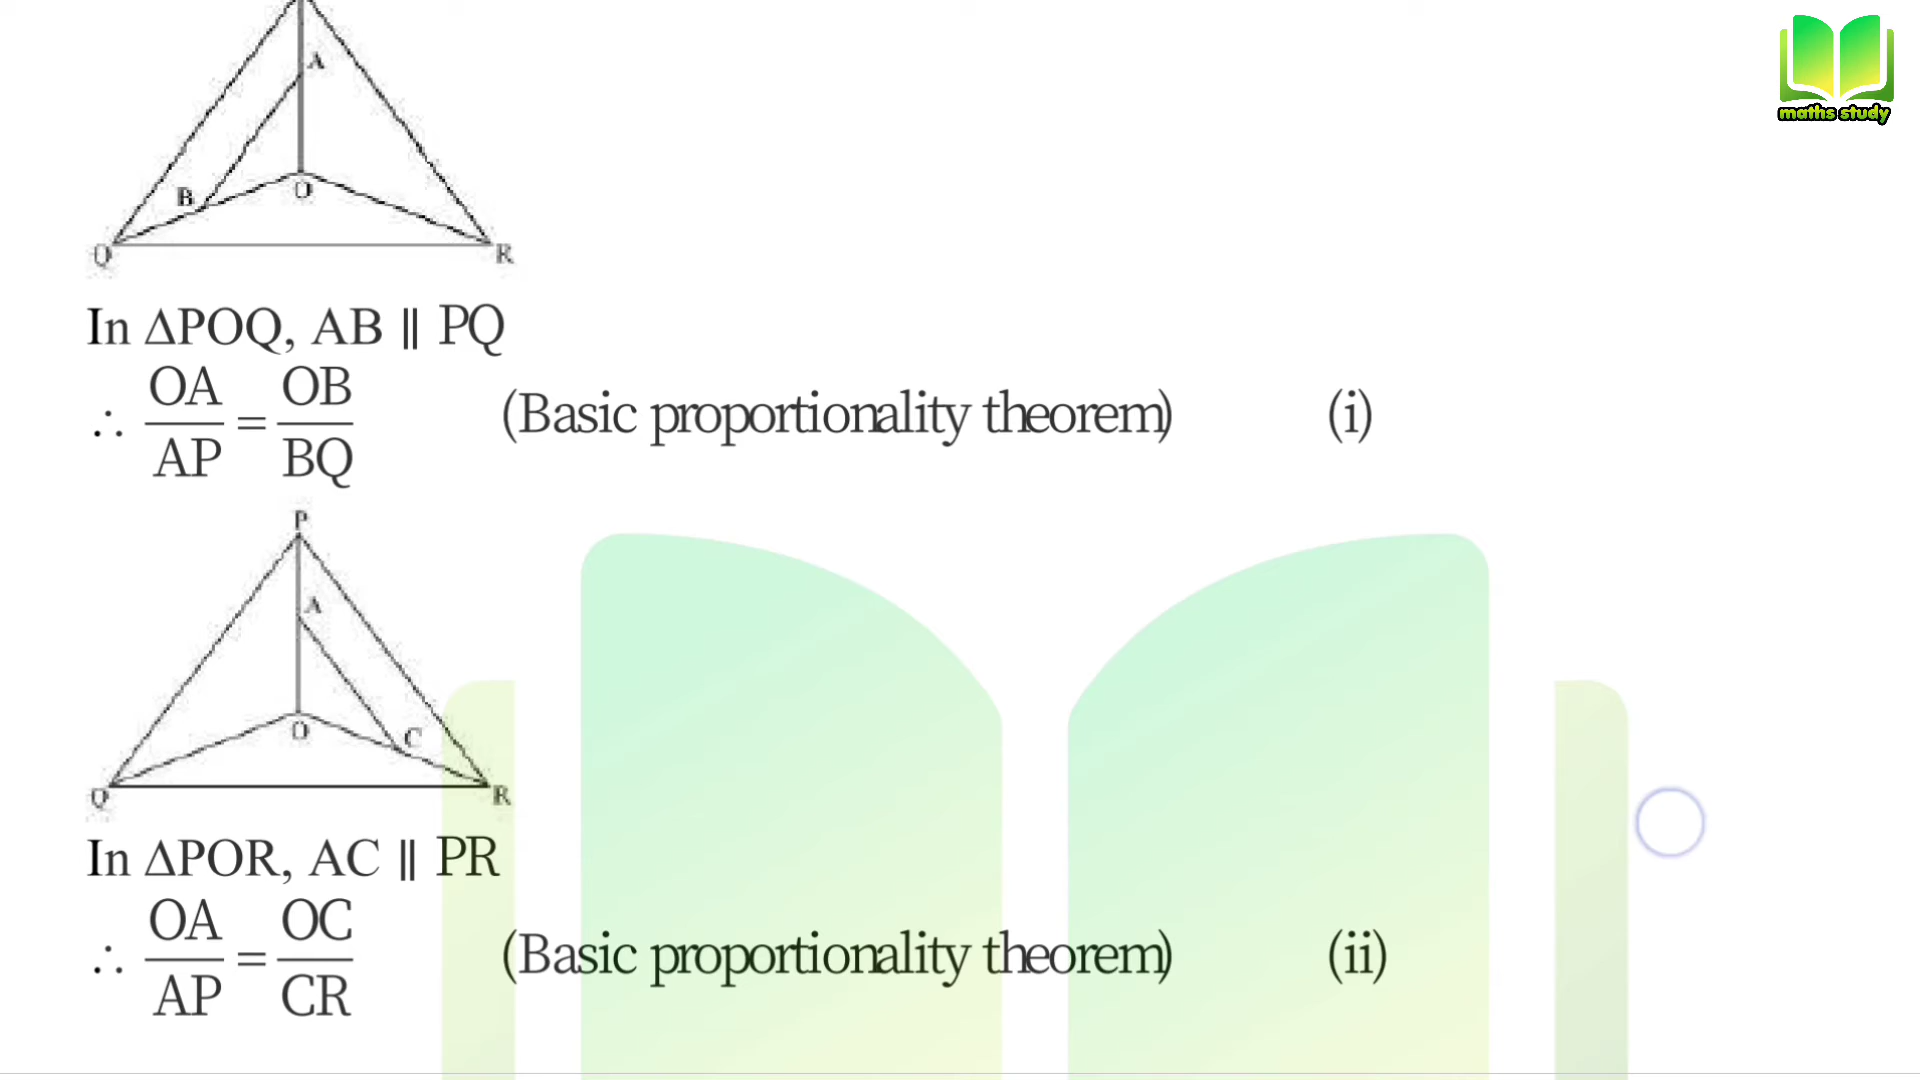 maths study
A
B
O
Q
R
In ΔPOQ, AB || PQ
∴ OA/AP = OB/BQ (Basic proportionality theorem) (i)
P
A
O
C
Q
R
In ΔPOR, AC || PR
∴ OA/AP = OC/CR (Basic proportionality theorem) (ii)